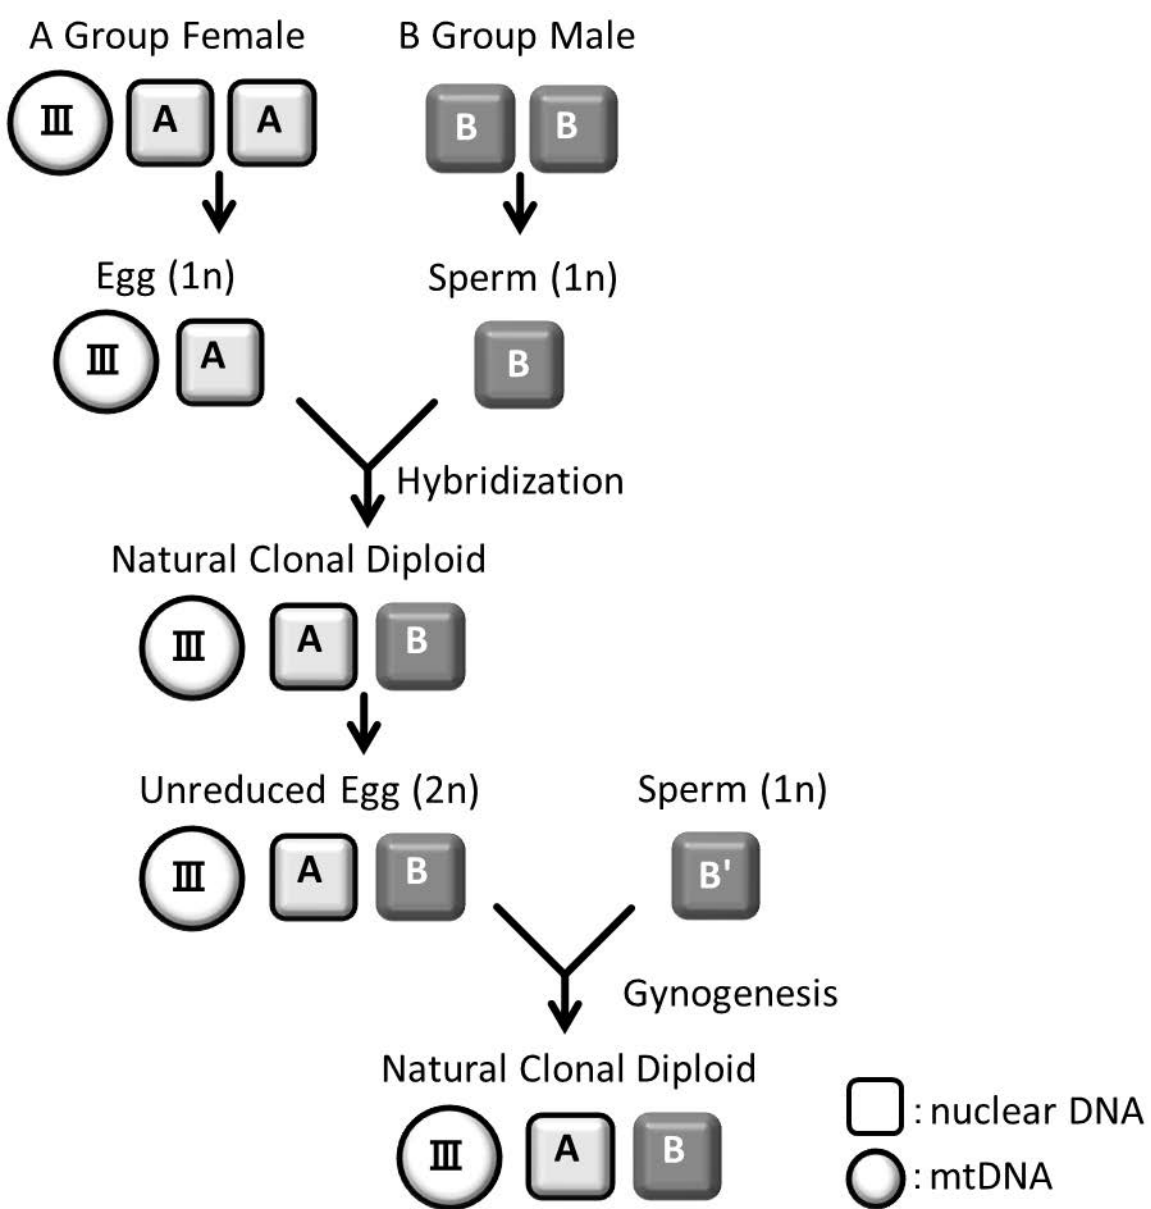 A Group Female
B Group Male
III A A
B B
Egg (1n)
Sperm (1n)
III A
B
Hybridization
Natural Clonal Diploid
III A B
Unreduced Egg (2n)
Sperm (1n)
III A B
B'
Gynogenesis
Natural Clonal Diploid
III A B
: nuclear DNA
: mtDNA